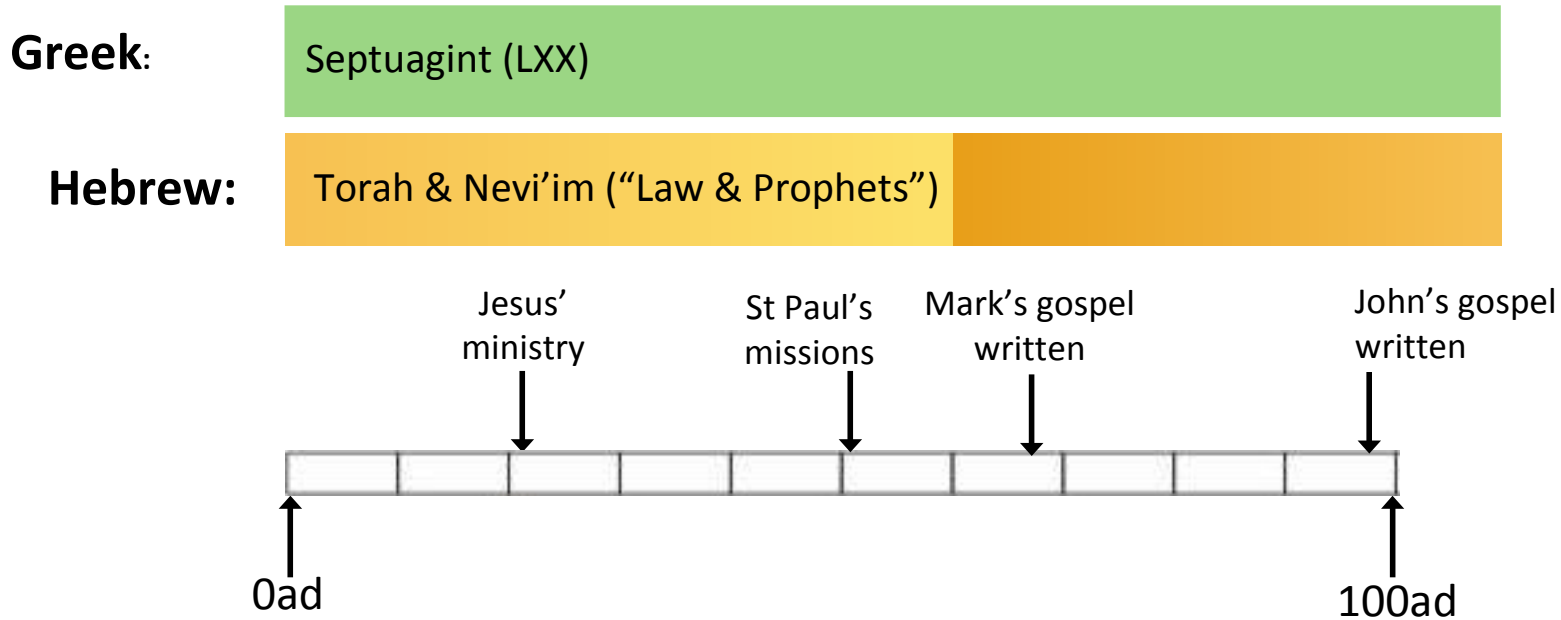 Greek:
Septuagint (LXX)
Hebrew:
Torah & Nevi’im (“Law & Prophets”)
Jesus’
ministry
St Paul’s
missions
Mark’s gospel
written
John’s gospel
written
0ad
100ad